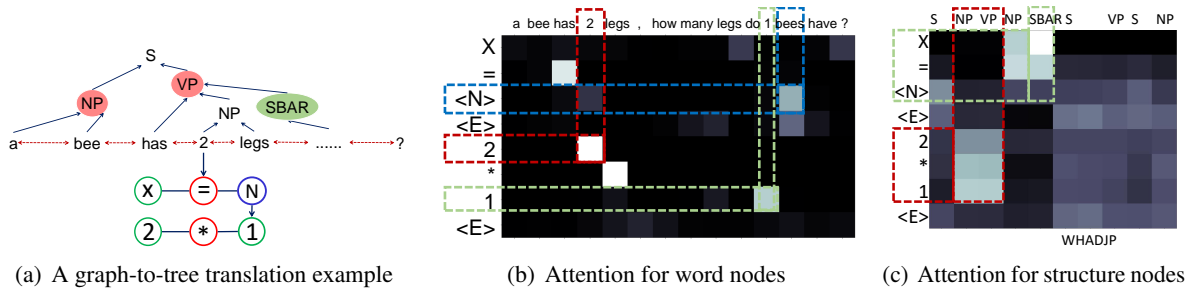 S
VP
NP
SBAR
NP
a bee has 2 legs ...... ?
X = N
2 * 1
(a) A graph-to-tree translation example
a bee has 2 legs , how many legs do 1 bees have ?
X
=
<N>
<E>
2
*
1
<E>
(b) Attention for word nodes
S NP VP NP SBAR S VP S NP
X
=
<N>
<E>
2
*
1
<E>
WHADJP
(c) Attention for structure nodes